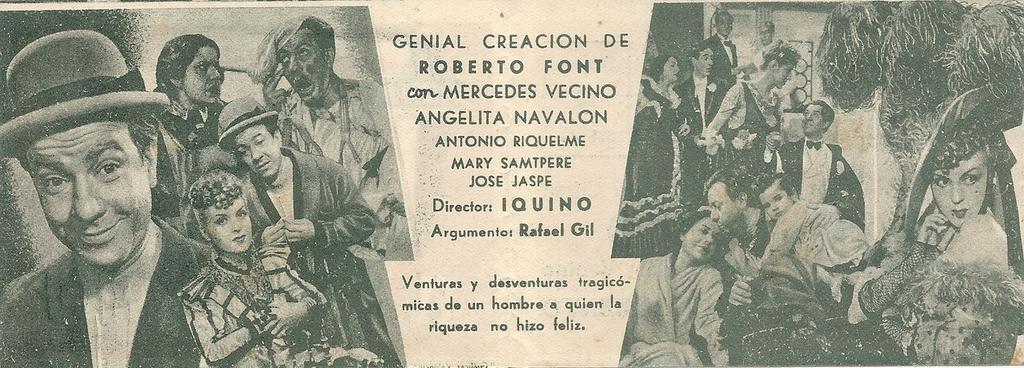 GENIAL CREACION DE
ROBERTO FONT
con MERCEDES VECINO
ANGELITA NAVALON
ANTONIO RIQUELME
MARY SAMTPERE
JOSE JASPE
Director: IQUINO
Argumento: Rafael Gil
Venturas y desventuras tragicó-
micas de un hombre a quien la
riqueza no hizo feliz.